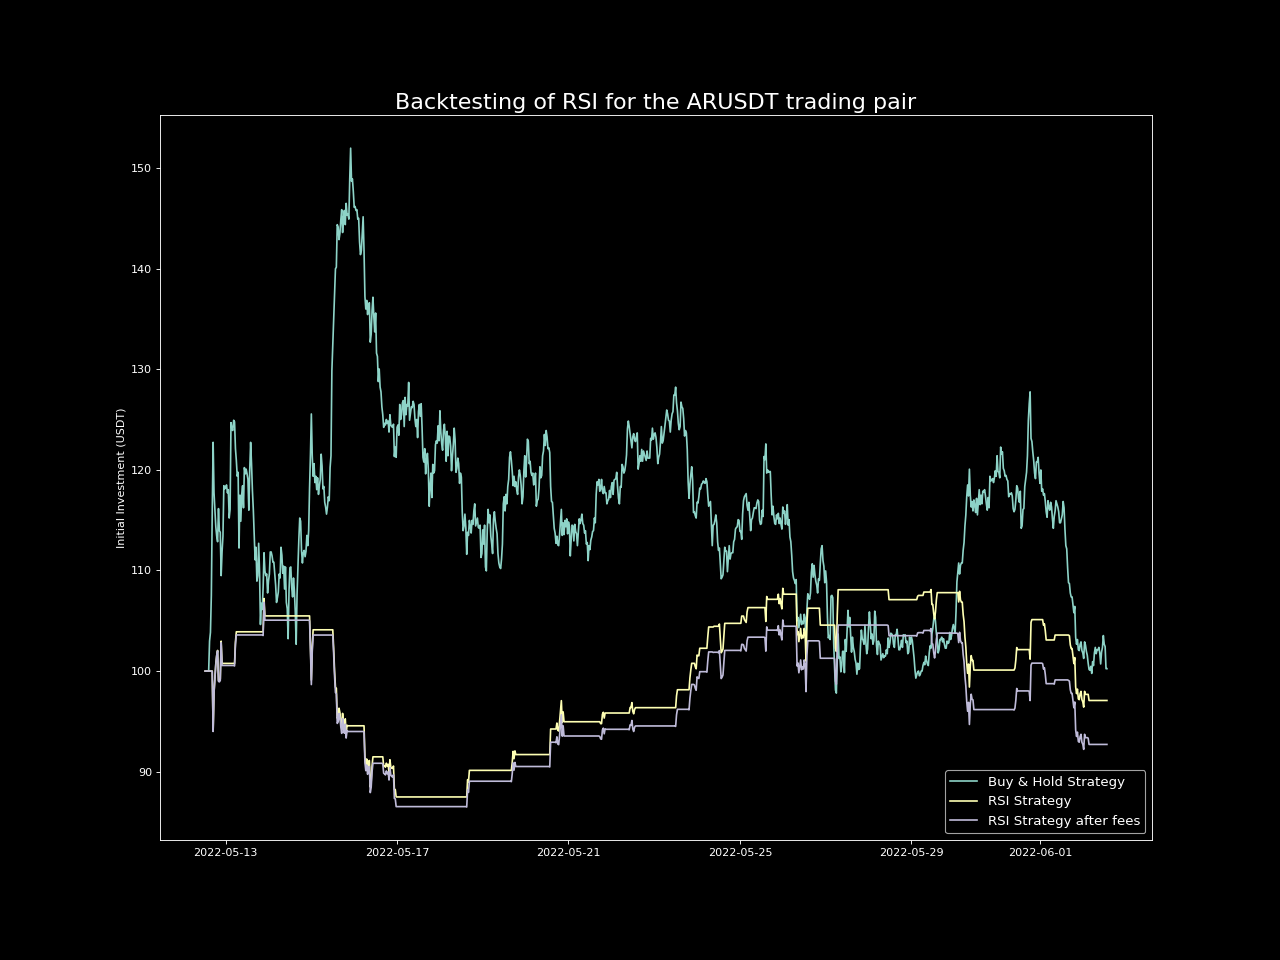 Backtesting of RSI for the ARUSDT trading pair
150
140
130
120
110
100
90
Initial Investment (USDT)
2022-05-13
2022-05-17
2022-05-21
2022-05-25
2022-05-29
2022-06-01
Buy & Hold Strategy
RSI Strategy
RSI Strategy after fees